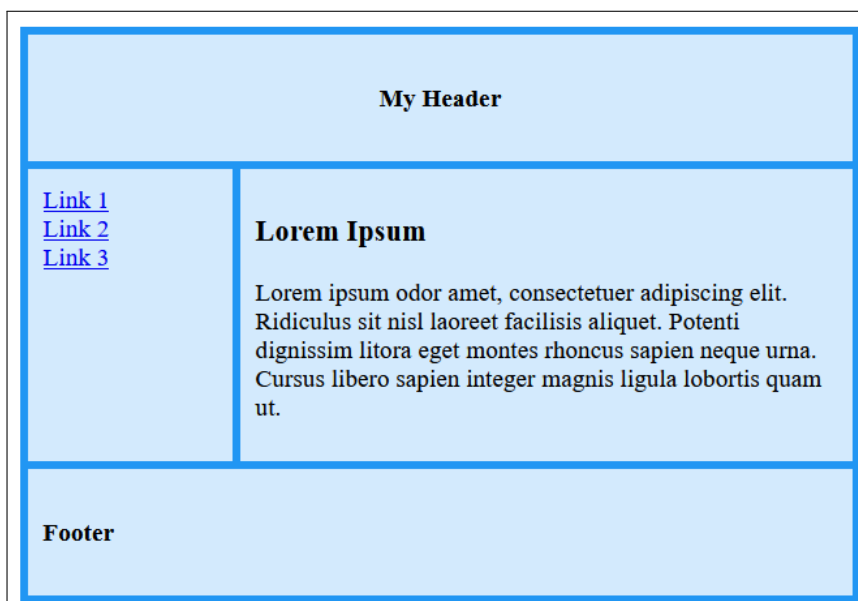 My Header
Link 1
Link 2
Link 3
Lorem Ipsum
Lorem ipsum odor amet, consectetuer adipiscing elit.
Ridiculus sit nisl laoreet facilisis aliquet. Potenti
dignissim litora eget montes rhoncus sapien neque urna.
Cursus libero sapien integer magnis ligula lobortis quam
ut.
Footer